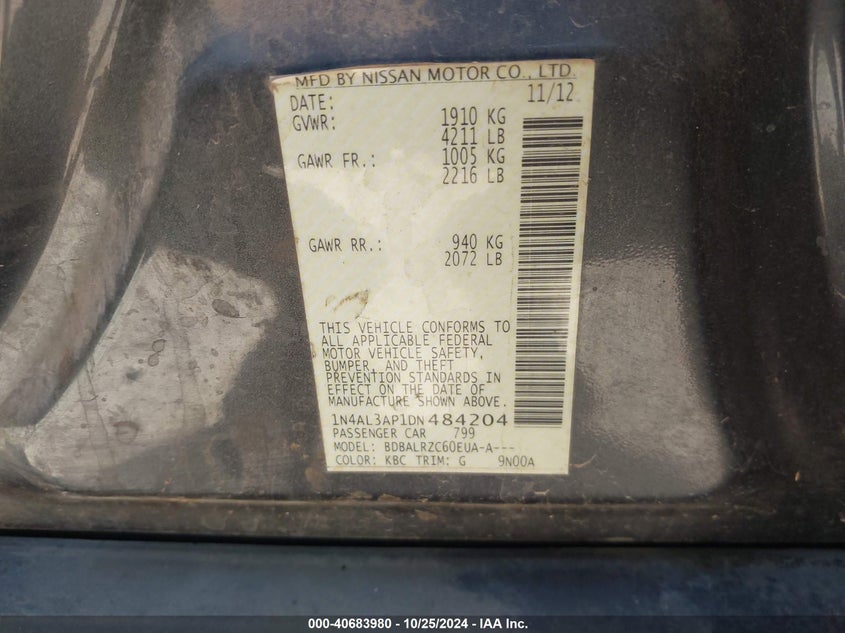 MFD BY NISSAN MOTOR CO., LTD.
DATE: 11/12
GVWR: 1910 KG
4211 LB
GAWR FR.: 1005 KG
2216 LB
GAWR RR.: 940 KG
2072 LB
THIS VEHICLE CONFORMS TO
ALL APPLICABLE FEDERAL
MOTOR VEHICLE SAFETY,
BUMPER, AND THEFT
PREVENTION STANDARDS IN
EFFECT ON THE DATE OF
MANUFACTURE SHOWN ABOVE.
1N4AL3AP1DN484204
PASSENGER CAR 799
MODEL: BDBALRZC60EUA-A---
COLOR: KBC TRIM: G 9N00A
000-40683980 - 10/25/2024 - IAA Inc.